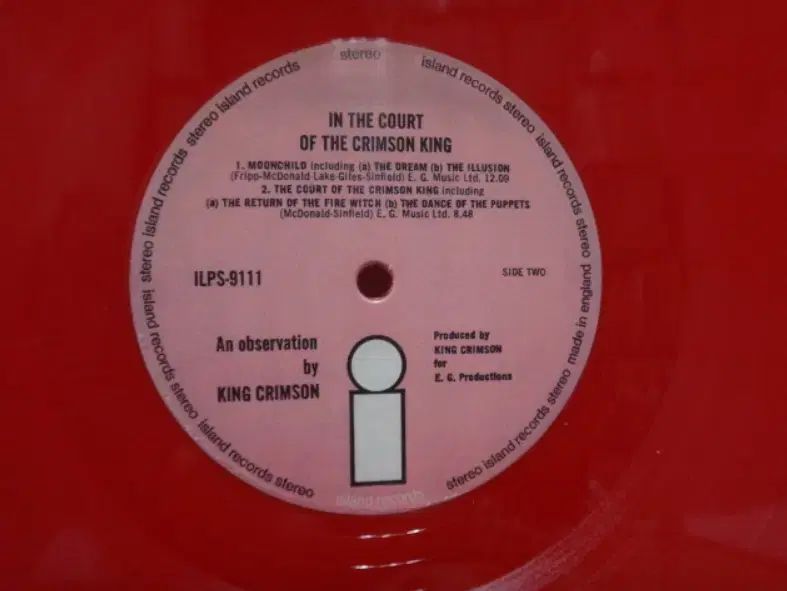 stereo
island records stereo island records stereo made in england
IN THE COURT
OF THE CRIMSON KING
1. MOONCHILD including (a) THE DREAM (b) THE ILLUSION
(Fripp-McDonald-Lake-Giles-Sinfield) E. G. Music Ltd. 12.09
2. THE COURT OF THE CRIMSON KING including
(a) THE RETURN OF THE FIRE WITCH (b) THE DANCE OF THE PUPPETS
(McDonald-Sinfield) E. G. Music Ltd. 8.48
ILPS-9111
SIDE TWO
An observation
by
KING CRIMSON
Produced by
KING CRIMSON
for
E. G. Productions
stereo island records stereo
island records
island records stereo island records stereo island records stereo island records